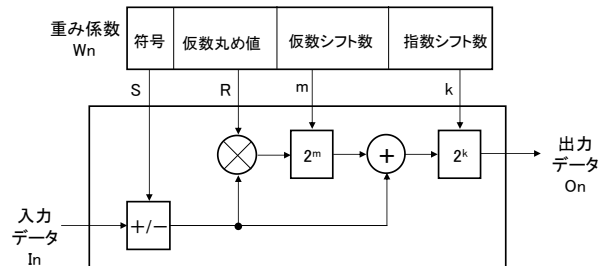 重み係数
Wn
符号
仮数丸め値
仮数シフト数
指数シフト数
S
R
m
k
2ᵐ
+
2ᵏ
出力
データ
On
入力
データ
In
+/−